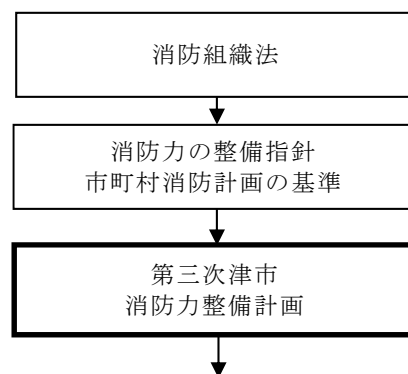 消防組織法
消防力の整備指針
市町村消防計画の基準
第三次津市
消防力整備計画